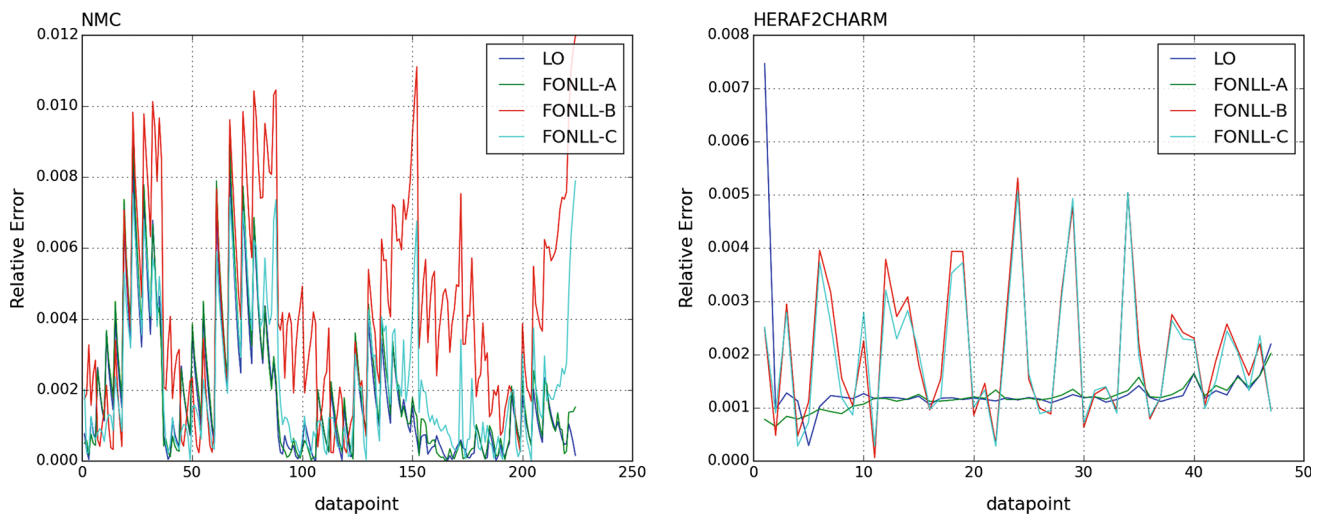 NMC
0.012
0.010
0.008
0.006
0.004
0.002
0.000
Relative Error
0
50
100
150
200
250
datapoint
LO
FONLL-A
FONLL-B
FONLL-C
HERAF2CHARM
0.008
0.007
0.006
0.005
0.004
0.003
0.002
0.001
0.000
Relative Error
0
10
20
30
40
50
datapoint
LO
FONLL-A
FONLL-B
FONLL-C